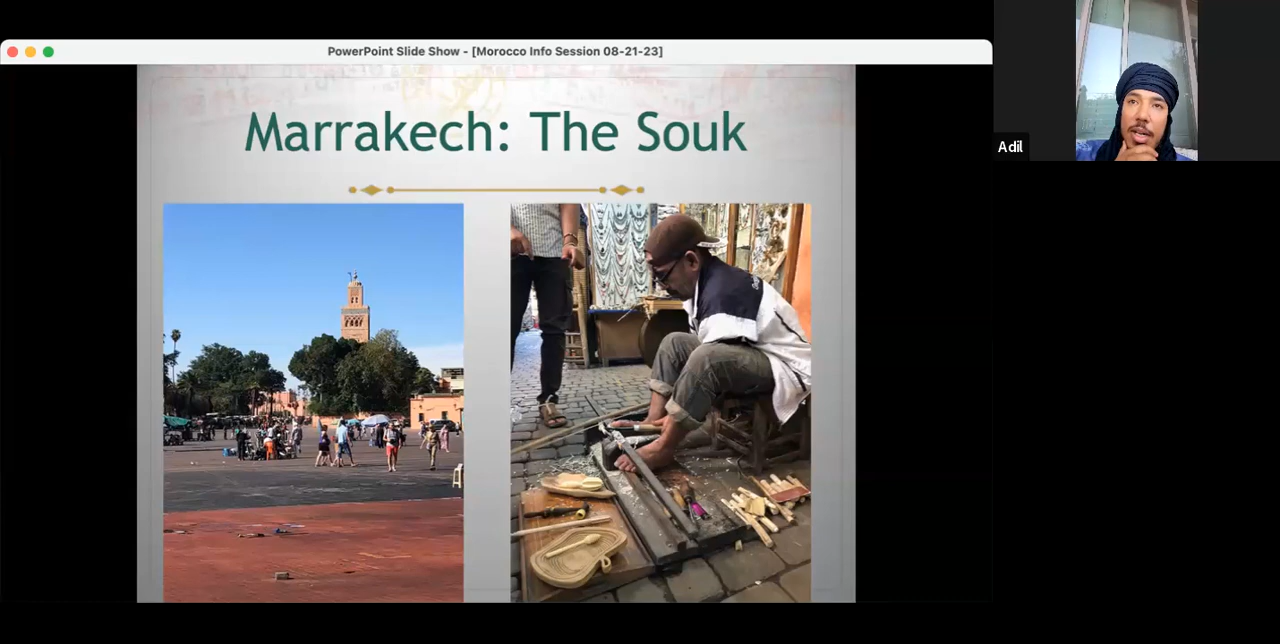 PowerPoint Slide Show - [Morocco Info Session 08-21-23]
Marrakech: The Souk
Adil